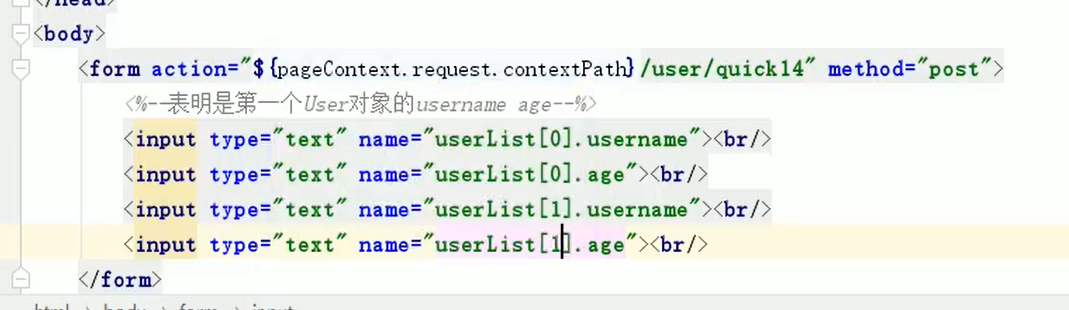 </head>
<body>
<form action="${pageContext.request.contextPath}/user/quick14" method="post">
<%--表明是第一个User对象的username age--%>
<input type="text" name="userList[0].username"><br/>
<input type="text" name="userList[0].age"><br/>
<input type="text" name="userList[1].username"><br/>
<input type="text" name="userList[1].age"><br/>
</form>
html > body > form > input